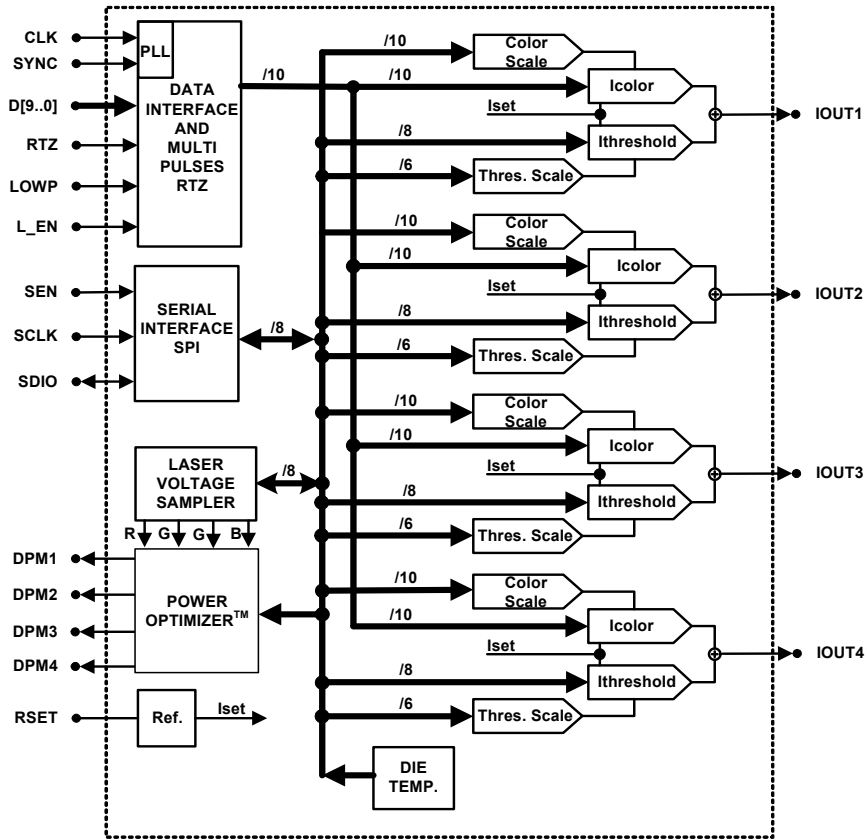 CLK
SYNC
D[9..0]
RTZ
LOWP
L_EN
PLL
DATA
INTERFACE
AND
MULTI
PULSES
RTZ
/10
SEN
SCLK
SDIO
SERIAL
INTERFACE
SPI
/8
LASER
VOLTAGE
SAMPLER
/8
R G G B
DPM1
DPM2
DPM3
DPM4
POWER
OPTIMIZER™
RSET
Ref.
Iset
DIE
TEMP.
/10
Color
Scale
/10
Icolor
Iset
/8
Ithreshold
/6
Thres. Scale
IOUT1
/10
Color
Scale
/10
Icolor
Iset
/8
Ithreshold
/6
Thres. Scale
IOUT2
/10
Color
Scale
/10
Icolor
Iset
/8
Ithreshold
/6
Thres. Scale
IOUT3
/10
Color
Scale
/10
Icolor
Iset
/8
Ithreshold
/6
Thres. Scale
IOUT4